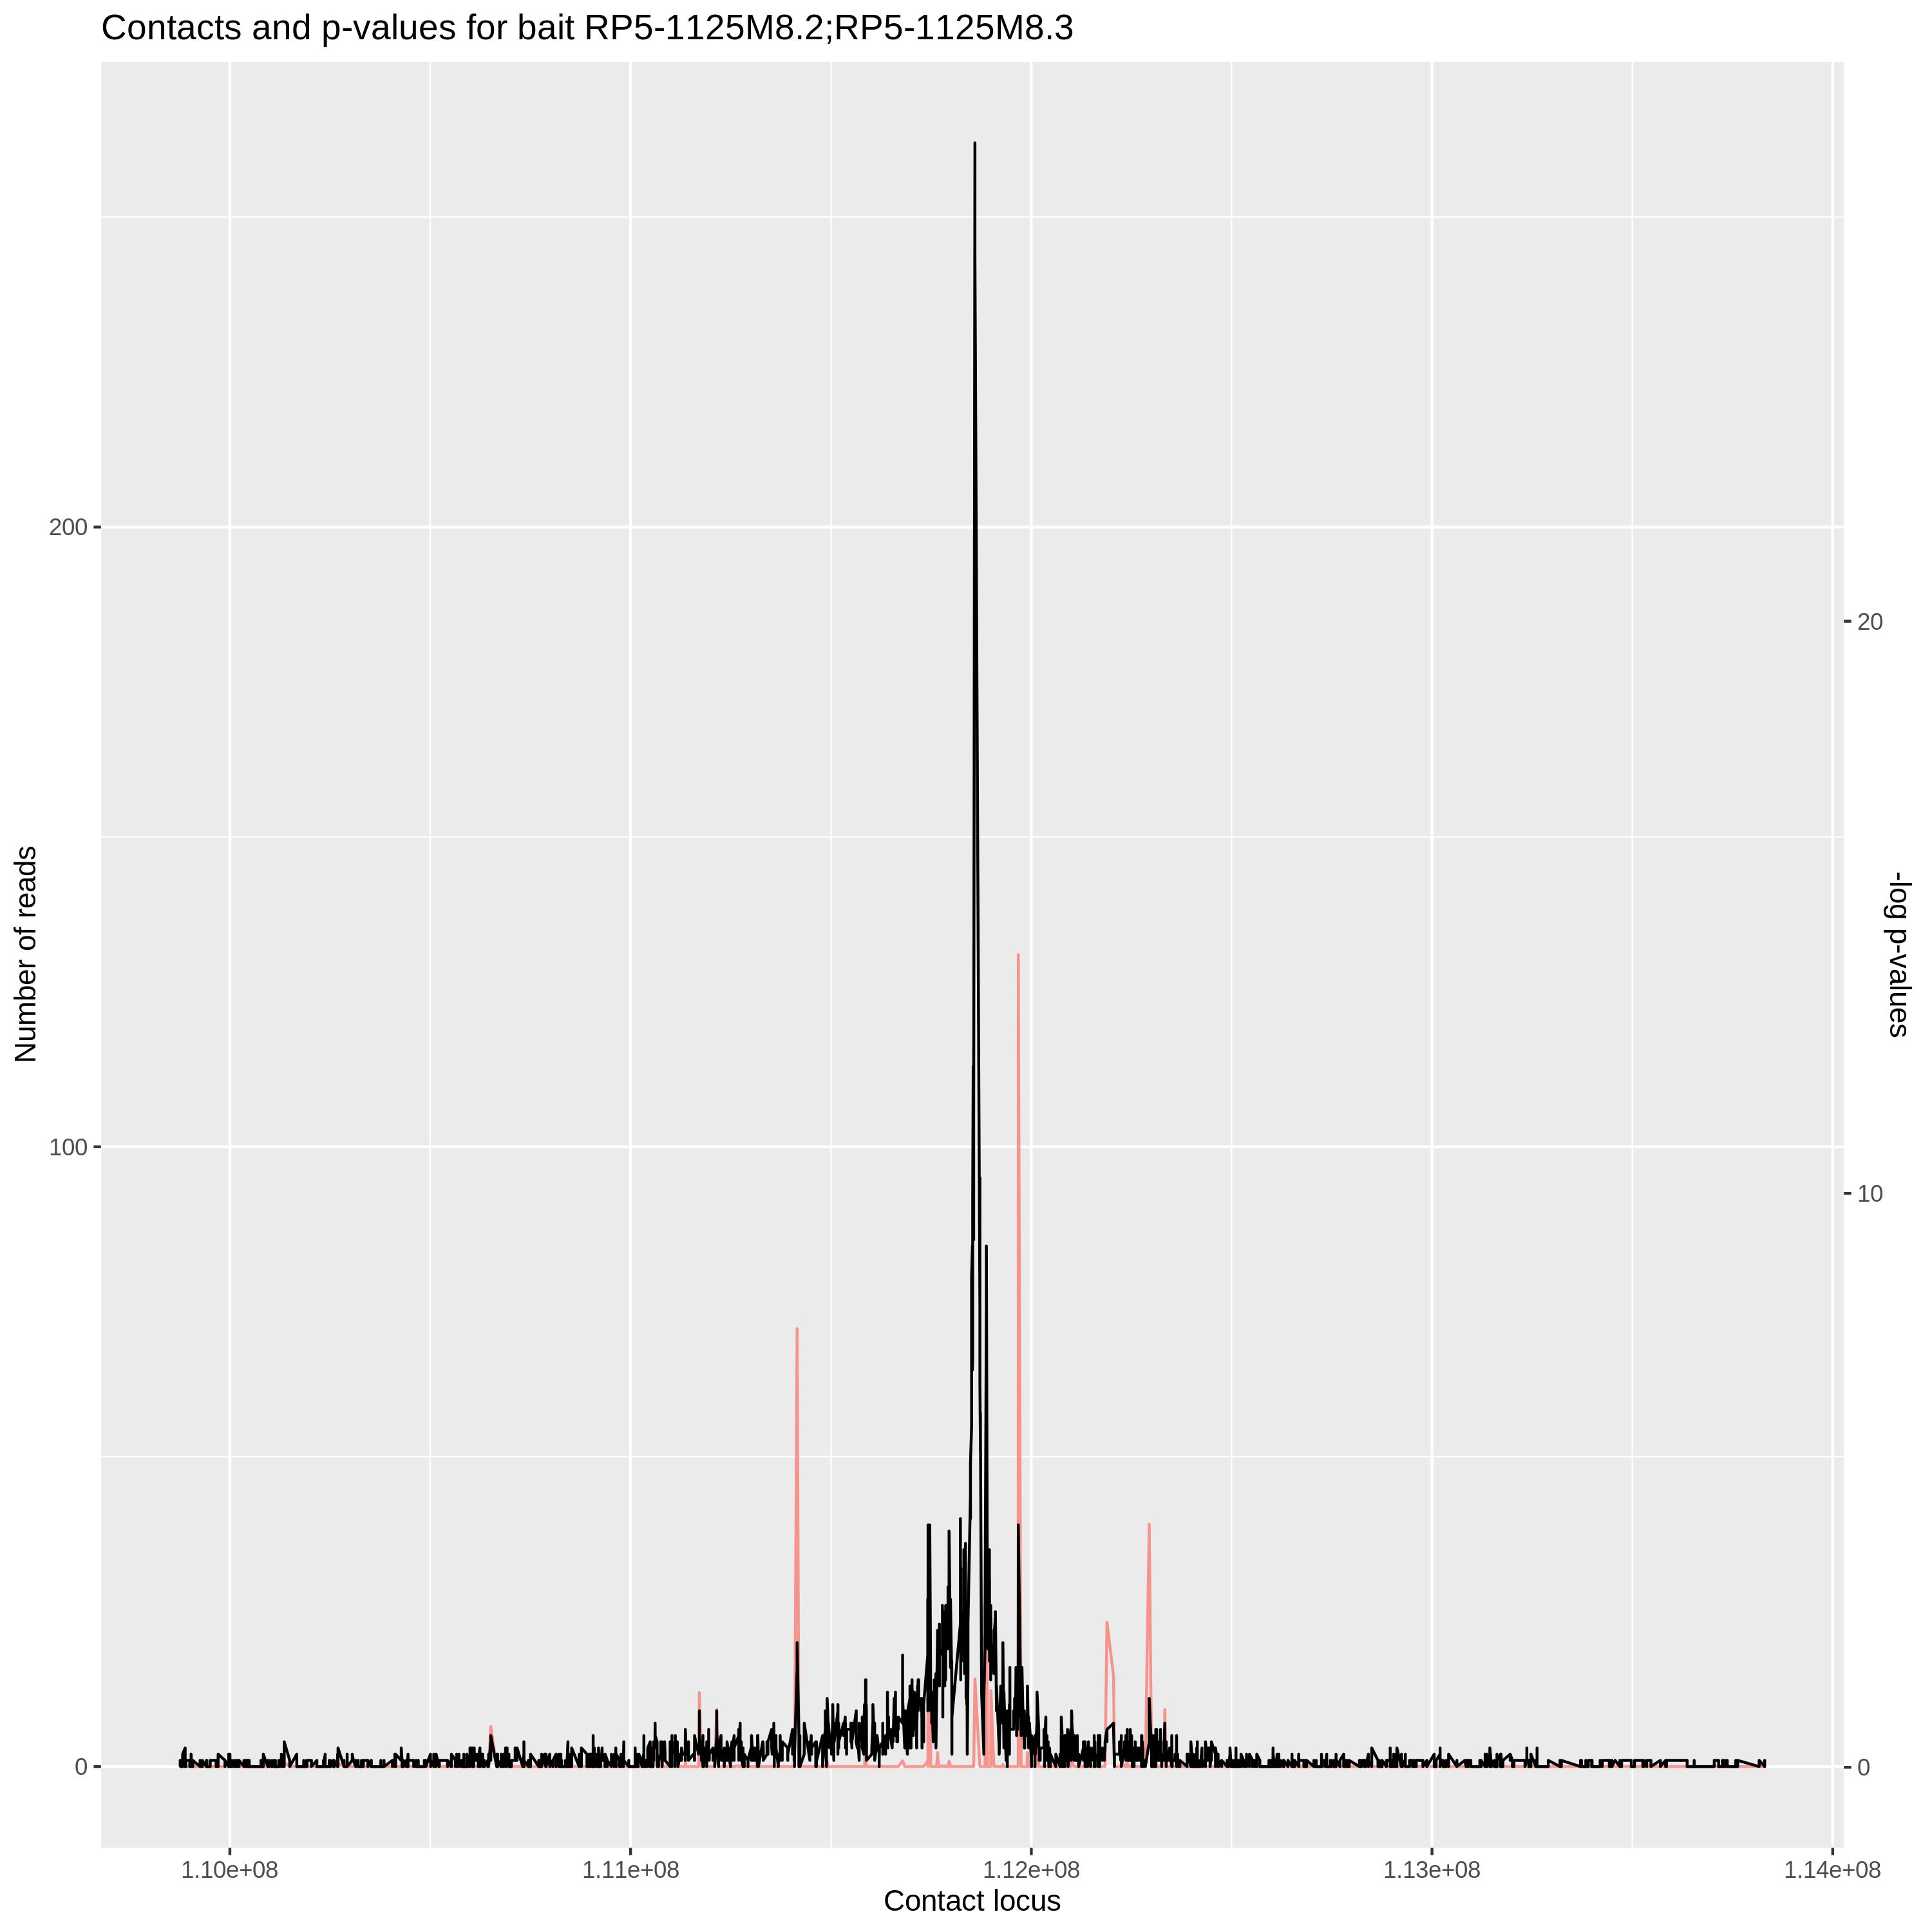 Contacts and p-values for bait RP5-1125M8.2;RP5-1125M8.3
Number of reads
200
100
0
-log p-values
20
10
0
1.10e+08
1.11e+08
1.12e+08
1.13e+08
1.14e+08
Contact locus